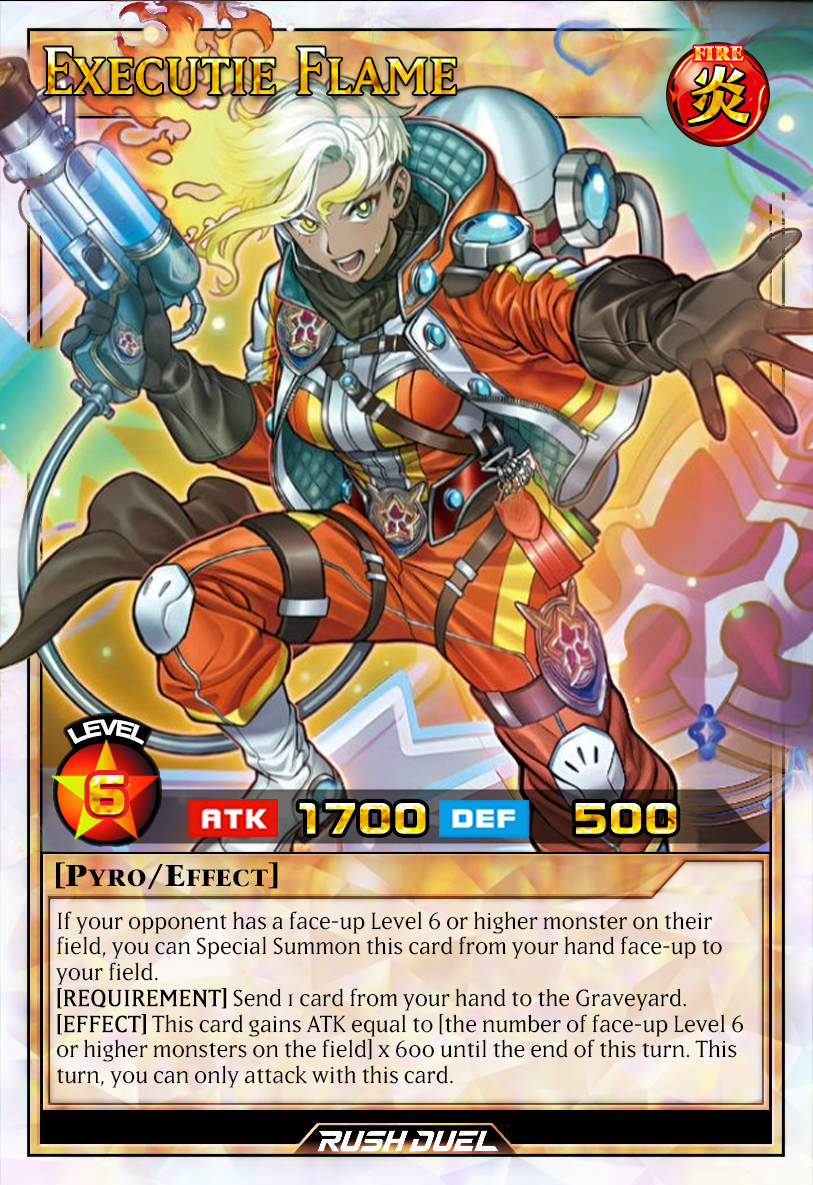 EXECUTIE FLAME
FIRE
炎
LEVEL
6
ATK 1700 DEF 500
[PYRO/EFFECT]
If your opponent has a face-up Level 6 or higher monster on their
field, you can Special Summon this card from your hand face-up to
your field.
[REQUIREMENT] Send 1 card from your hand to the Graveyard.
[EFFECT] This card gains ATK equal to [the number of face-up Level 6
or higher monsters on the field] x 600 until the end of this turn. This
turn, you can only attack with this card.
RUSH DUEL